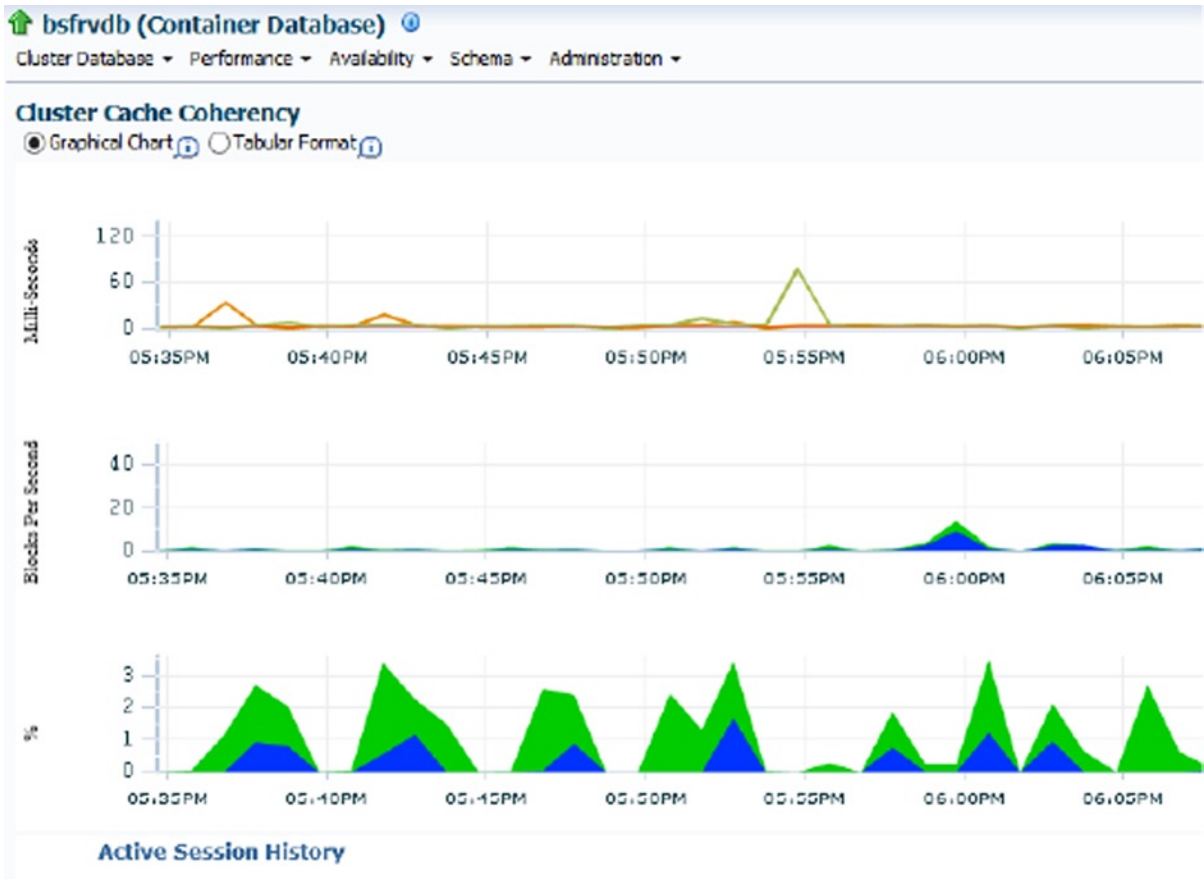 bsfrvdb (Container Database)
Cluster Database Performance Availability Schema Administration
Cluster Cache Coherency
Graphical Chart Tabular Format
Milli-Seconds
120
60
0
05:35PM 05:40PM 05:45PM 05:50PM 05:55PM 06:00PM 06:05PM
Blocks Per Second
40
20
0
05:35PM 05:40PM 05:45PM 05:50PM 05:55PM 06:00PM 06:05PM
%
3
2
1
0
05:35PM 05:40PM 05:45PM 05:50PM 05:55PM 06:00PM 06:05PM
Active Session History